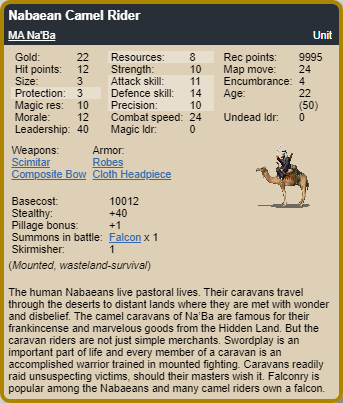 Nabaean Camel Rider
MA Na'Ba Unit
Gold: 22 Resources: 8 Rec points: 9995
Hit points: 12 Strength: 10 Map move: 24
Size: 3 Attack skill: 11 Encumbrance: 4
Protection: 3 Defence skill: 14 Age: 22
Magic res: 10 Precision: 10 (50)
Morale: 12 Combat speed: 24 Undead ldr: 0
Leadership: 40 Magic ldr: 0
Weapons: Armor:
Scimitar Robes
Composite Bow Cloth Headpiece
Basecost: 10012
Stealthy: +40
Pillage bonus: +1
Summons in battle: Falcon x 1
Skirmisher: 1
(Mounted, wasteland-survival)
The human Nabaeans live pastoral lives. Their caravans travel
through the deserts to distant lands where they are met with wonder
and disbelief. The camel caravans of Na'Ba are famous for their
frankincense and marvelous goods from the Hidden Land. But the
caravan riders are not just simple merchants. Swordplay is an
important part of life and every member of a caravan is an
accomplished warrior trained in mounted fighting. Caravans readily
raid unsuspecting victims, should their masters wish it. Falconry is
popular among the Nabaeans and many camel riders own a falcon.